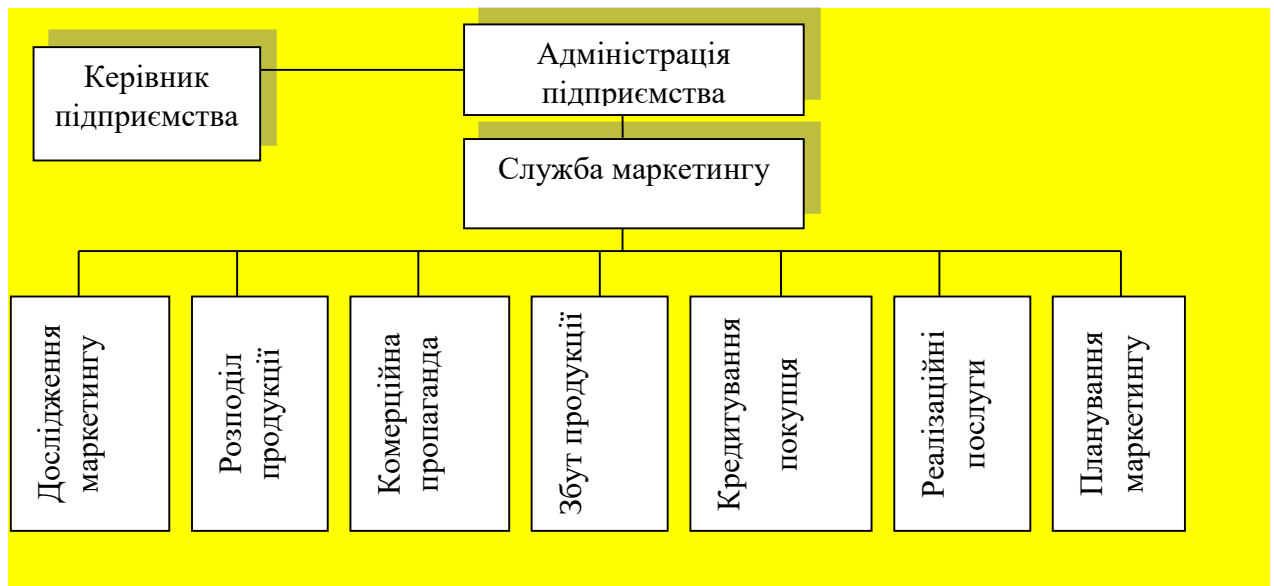 Керівник
підприємства
Адміністрація
підприємства
Служба маркетингу
Дослідження
маркетингу
Розподіл
продукції
Комерційна
пропаганда
Збут продукції
Кредитування
покупця
Реалізаційні
послуги
Планування
маркетингу